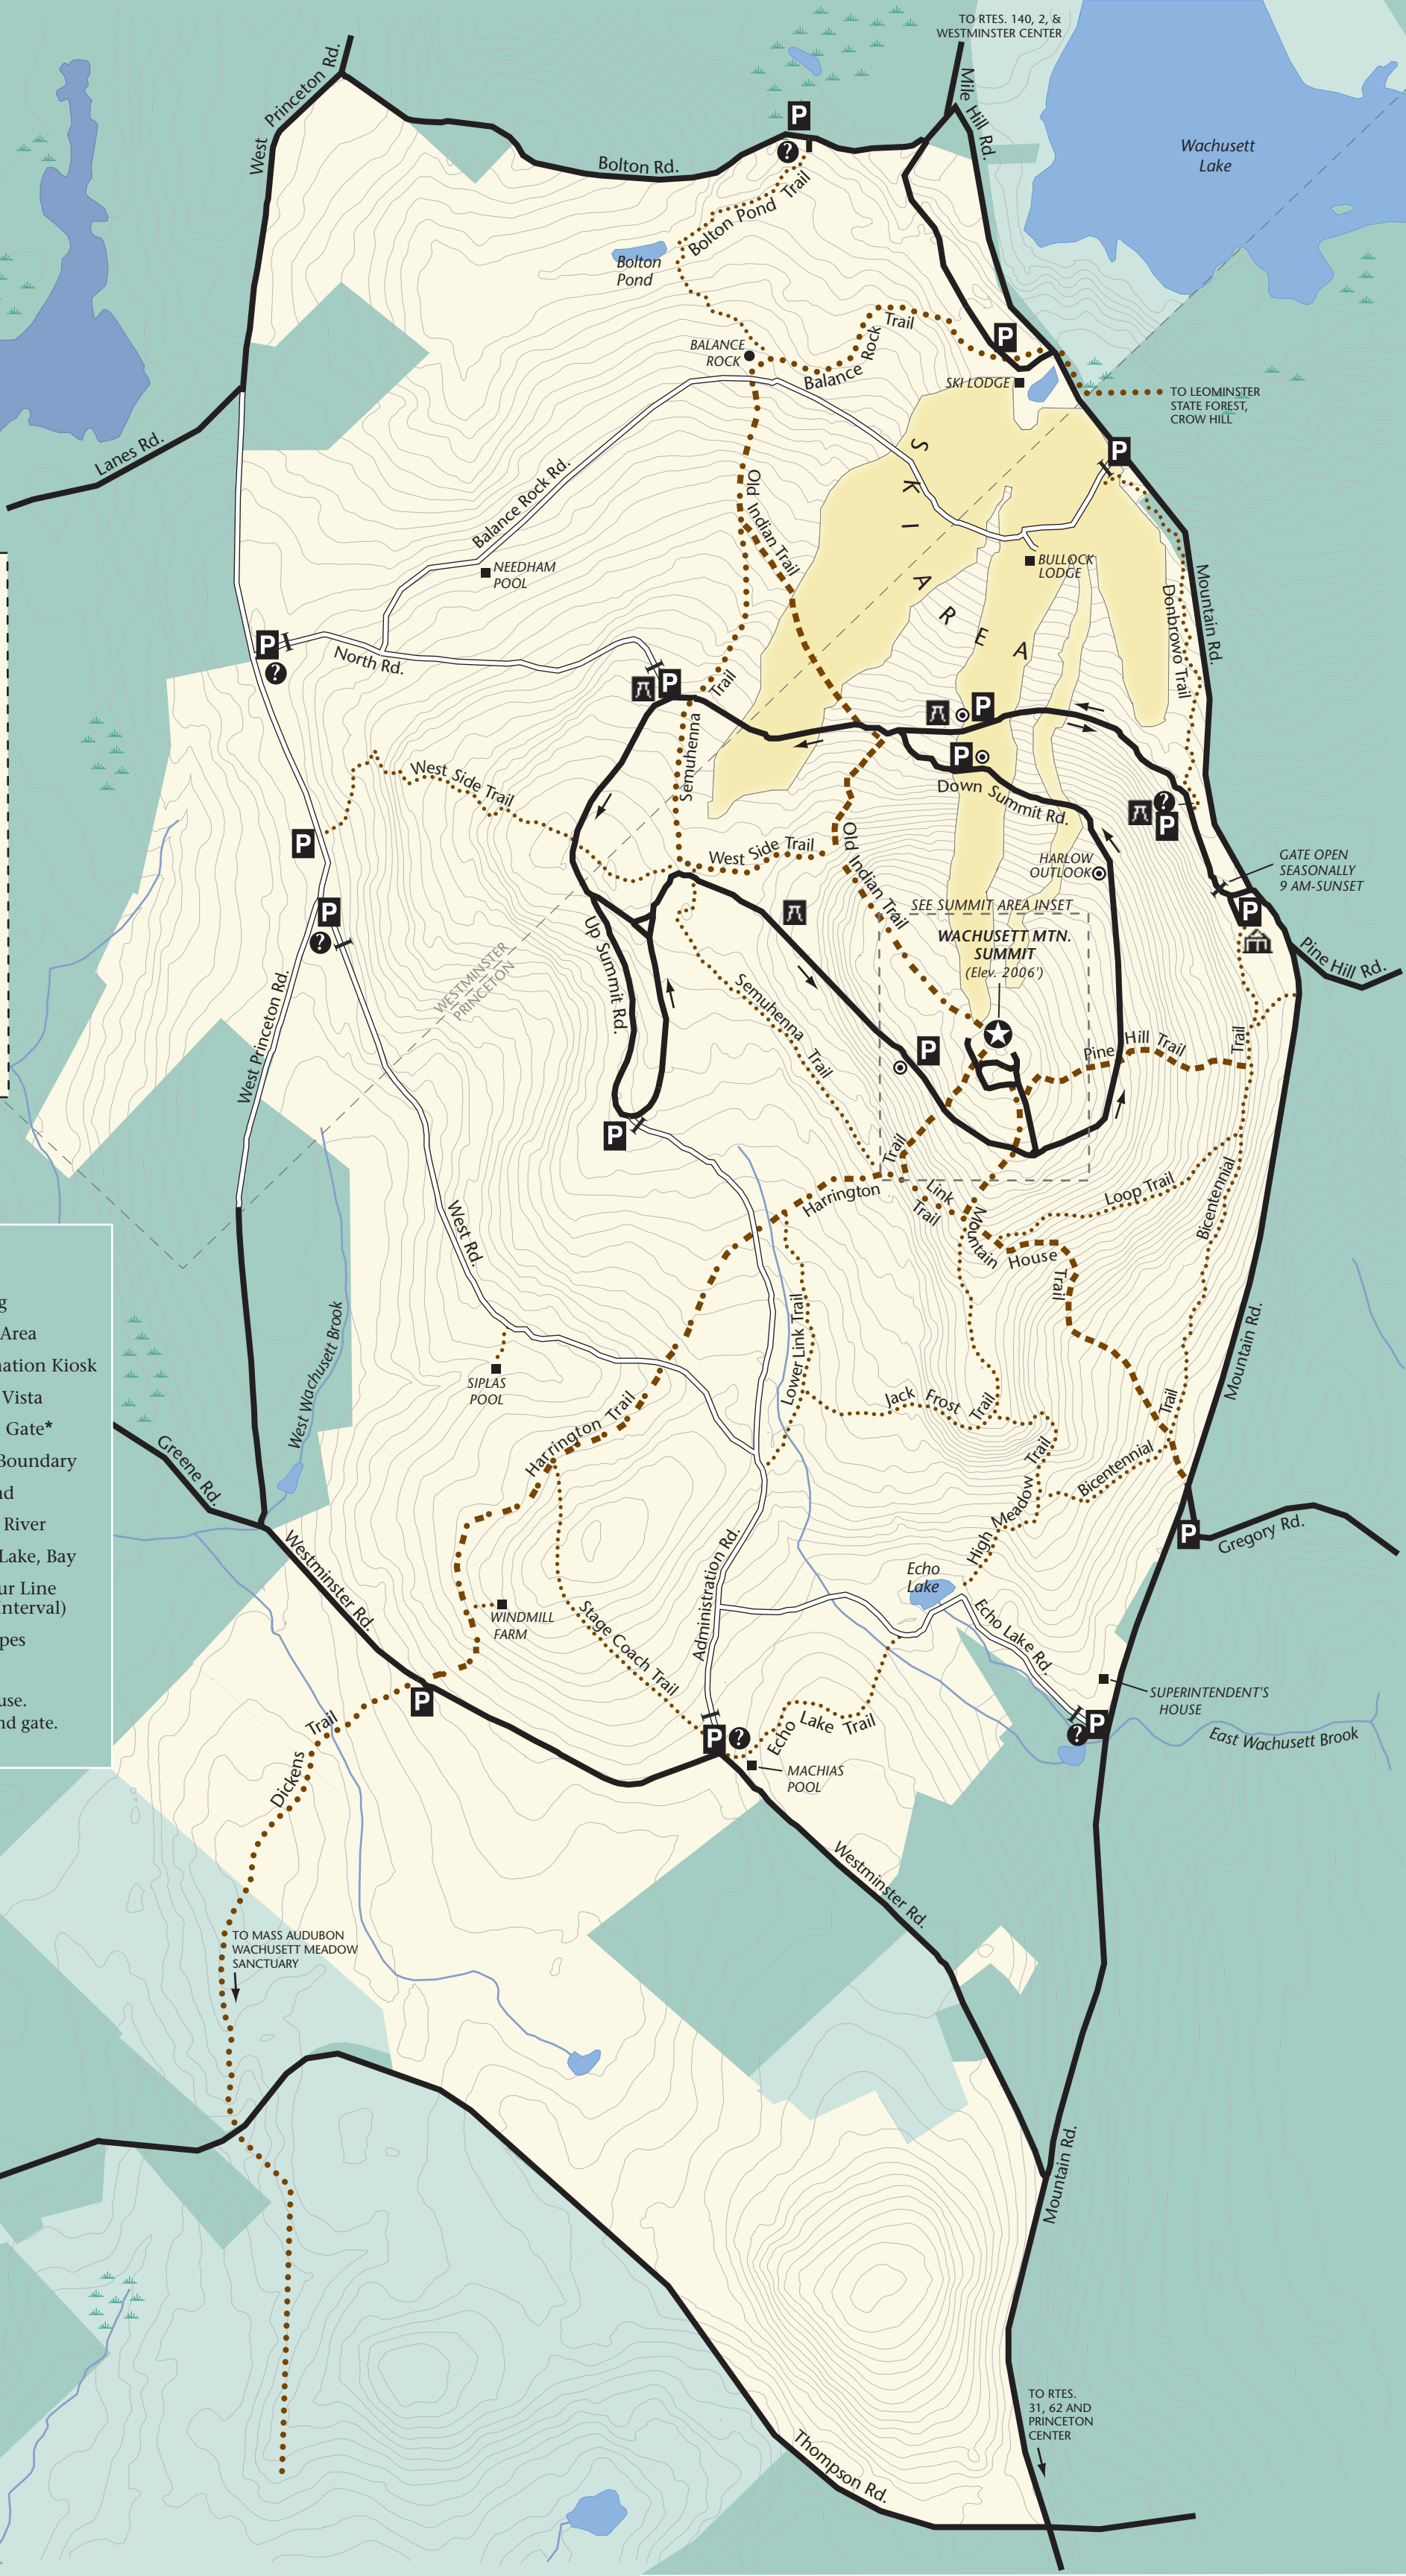 TO RTES. 140, 2, &
WESTMINSTER CENTER
West Princeton Rd.
Mile Hill Rd.
P
Bolton Rd.
?
Wachusett
Lake
Bolton Pond Trail
Bolton
Pond
BALANCE
ROCK
Balance Rock Trail
P
SKI LODGE
TO LEOMINSTER
STATE FOREST,
CROW HILL
Lanes Rd.
P
Balance Rock Rd.
Old Indian Trail
SKI AREA
NEEDHAM
POOL
BULLOCK
LODGE
Donbrowo Trail
Mountain Rd.
P
?
North Rd.
P
Semuhenna Trail
P
P
Down Summit Rd.
West Side Trail
?
P
P
West Side Trail
Old Indian Trail
HARLOW
OUTLOOK
GATE OPEN
SEASONALLY
9 AM-SUNSET
P
?
SEE SUMMIT AREA INSET
P
WACHUSETT MTN.
SUMMIT
(Elev. 2006')
Up Summit Rd.
WESTMINSTER
PRINCETON
Pine Hill Rd.
Semuhenna Trail
West Princeton Rd.
P
Pine Hill Trail
P
Harrington Trail
Link
Trail
Loop Trail
Bicentennial Trail
West Rd.
Mountain House Trail
g
Area
nation Kiosk
Vista
Gate*
Boundary
nd
River
Lake, Bay
ur Line
Interval)
pes
use.
nd gate.
West Wachusett Brook
Lower Link Trail
Mountain Rd.
SIPLAS
POOL
Jack Frost Trail
Harrington Trail
High Meadow Trail
Bicentennial Trail
Greene Rd.
P
Gregory Rd.
Westminster Rd.
Administration Rd.
Echo
Lake
WINDMILL
FARM
Stage Coach Trail
Echo Lake Rd.
SUPERINTENDENT'S
HOUSE
P
Dickens Trail
P
?
Echo Lake Trail
?
P
East Wachusett Brook
MACHIAS
POOL
Westminster Rd.
TO MASS AUDUBON
WACHUSETT MEADOW
SANCTUARY
Mountain Rd.
TO RTES.
31, 62 AND
PRINCETON
CENTER
Thompson Rd.